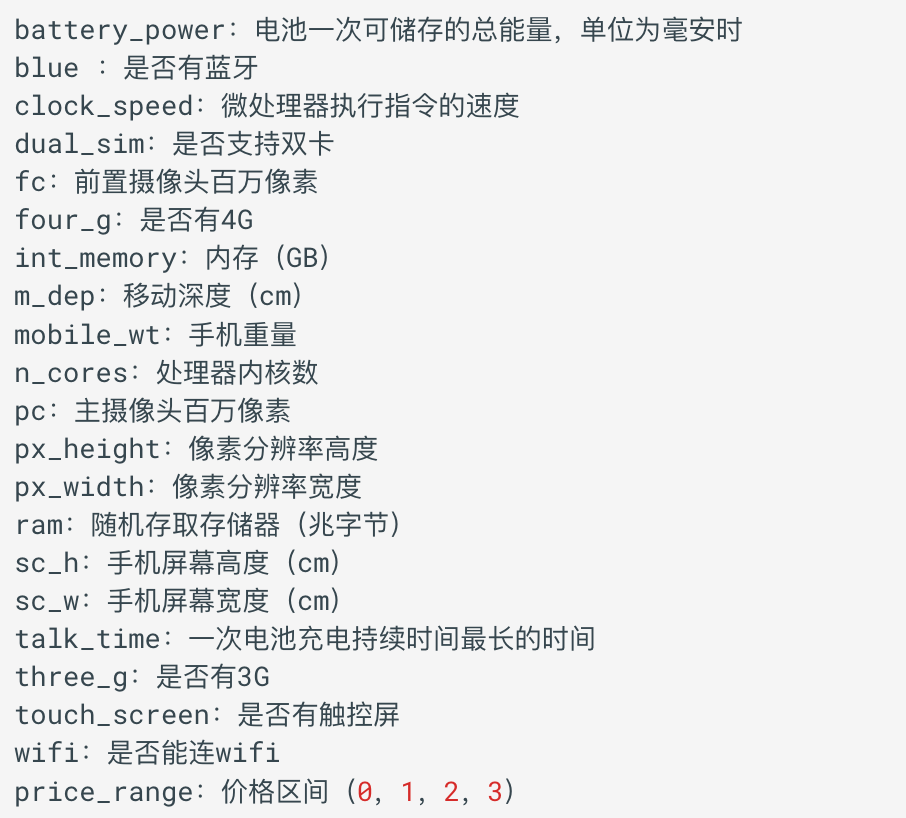 battery_power：电池一次可储存的总能量，单位为毫安时
blue ：是否有蓝牙
clock_speed：微处理器执行指令的速度
dual_sim：是否支持双卡
fc：前置摄像头百万像素
four_g：是否有4G
int_memory：内存（GB）
m_dep：移动深度（cm）
mobile_wt：手机重量
n_cores：处理器内核数
pc：主摄像头百万像素
px_height：像素分辨率高度
px_width：像素分辨率宽度
ram：随机存取存储器（兆字节）
sc_h：手机屏幕高度（cm）
sc_w：手机屏幕宽度（cm）
talk_time：一次电池充电持续时间最长的时间
three_g：是否有3G
touch_screen：是否有触控屏
wifi：是否能连wifi
price_range：价格区间（0，1，2，3）